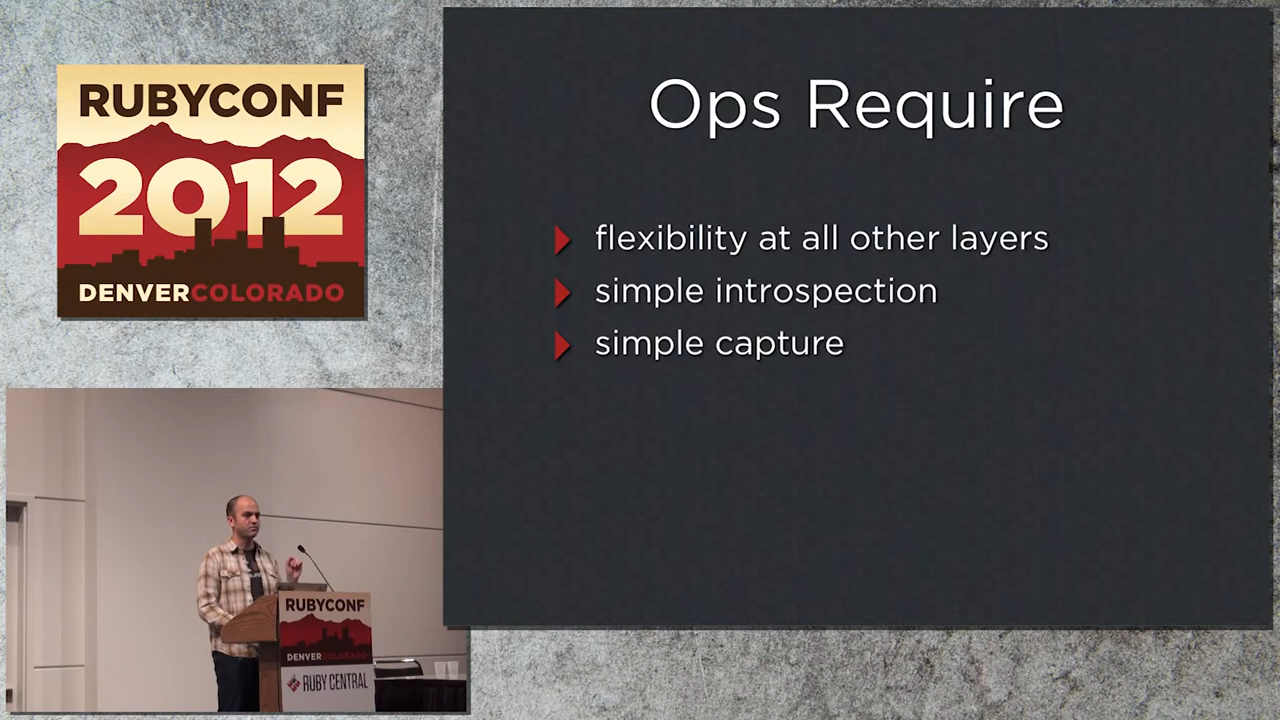 RUBYCONF
2012
DENVERCOLORADO
Ops Require
flexibility at all other layers
simple introspection
simple capture
RUBYCONF
DENVERCOLORADO
RUBY CENTRAL